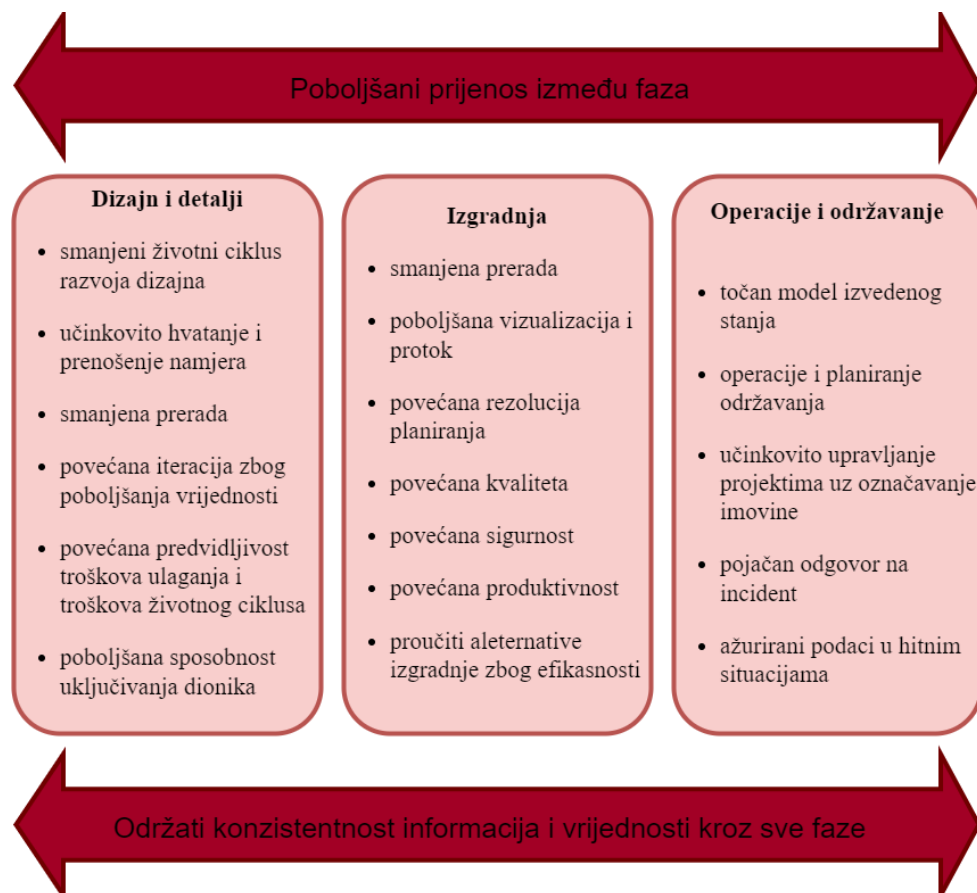 Poboljšani prijenos između faza
Dizajn i detalji
• smanjeni životni ciklus
razvoja dizajna
• učinkovito hvatanje i
prenošenje namjera
• smanjena prerada
• povećana iteracija zbog
poboljšanja vrijednosti
• povećana predvidljivost
troškova ulaganja i
troškova životnog ciklusa
• poboljšana sposobnost
uključivanja dionika
Izgradnja
• smanjena prerada
• poboljšana vizualizacija i
protok
• povećana rezolucija
planiranja
• povećana kvaliteta
• povećana sigurnost
• povećana produktivnost
• proučiti aleternative
izgradnje zbog efikasnosti
Operacije i održavanje
• točan model izvedenog
stanja
• operacije i planiranje
održavanja
• učinkovito upravljanje
projektima uz označavanje
imovine
• pojačan odgovor na
incident
• ažurirani podaci u hitnim
situacijama
Održati konzistentnost informacija i vrijednosti kroz sve faze